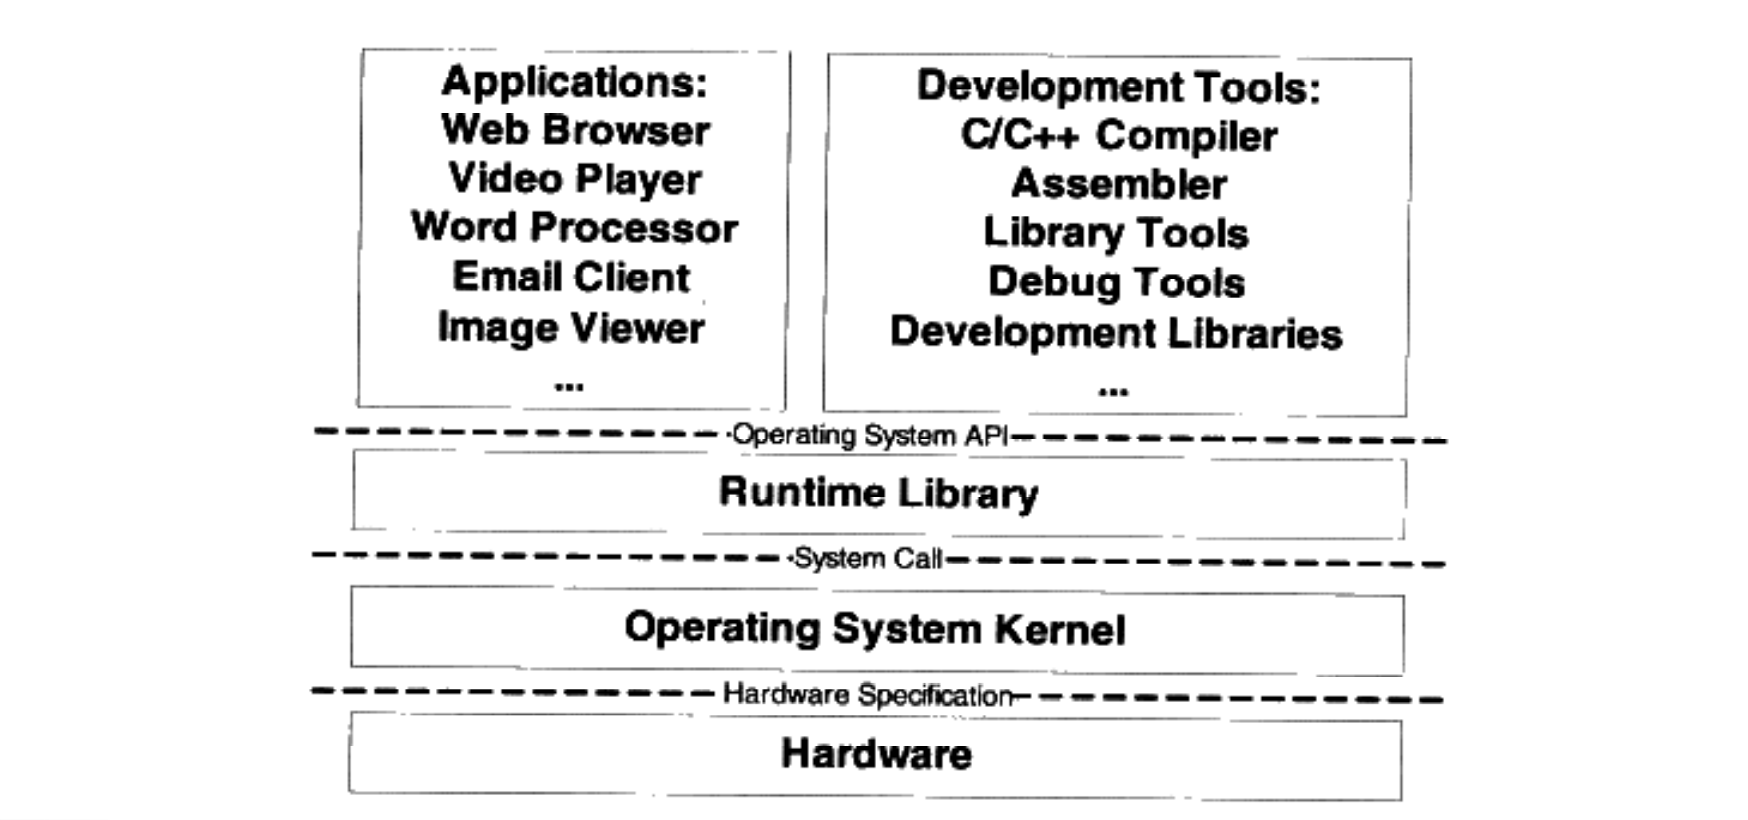 Applications:
Web Browser
Video Player
Word Processor
Email Client
Image Viewer
...
Development Tools:
C/C++ Compiler
Assembler
Library Tools
Debug Tools
Development Libraries
...
Operating System API
Runtime Library
System Call
Operating System Kernel
Hardware Specification
Hardware